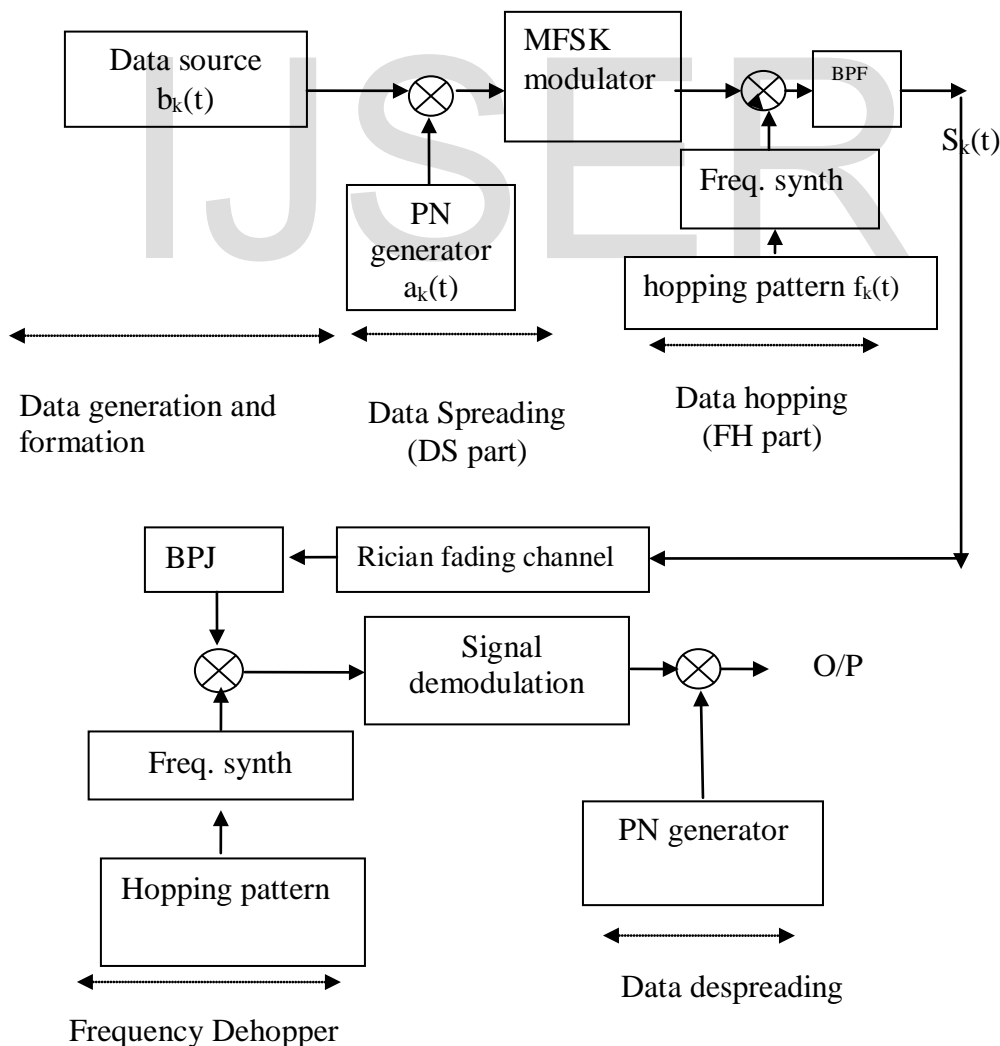 IJSER
Data source
bk(t)
MFSK
modulator
BPF
Sk(t)
PN
generator
ak(t)
Freq. synth
hopping pattern fk(t)
Data generation and
formation
Data Spreading
(DS part)
Data hopping
(FH part)
BPJ
Rician fading channel
Signal
demodulation
O/P
Freq. synth
PN generator
Hopping pattern
Data despreading
Frequency Dehopper